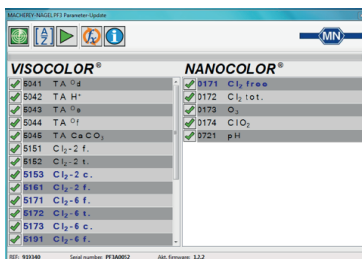 MACHEREY-NAGEL PF3 Parameter-Update
MN
VISOCOLOR®
5041 TA °d
5042 TA H⁺
5043 TA °e
5044 TA °f
5045 TA CaCO₃
5151 Cl₂-2 f.
5152 Cl₂-2 t.
5153 Cl₂-2 c.
5161 Cl₂-2 f.
5171 Cl₂-6 f.
5172 Cl₂-6 t.
5173 Cl₂-6 c.
5191 Cl₂-6 f.
NANOCOLOR®
0171 Cl₂ free
0172 Cl₂ tot.
0173 O₃
0174 ClO₂
0721 pH
REF: 919340 Serial number: PF3A0052 Akt. firmware: 1.2.2